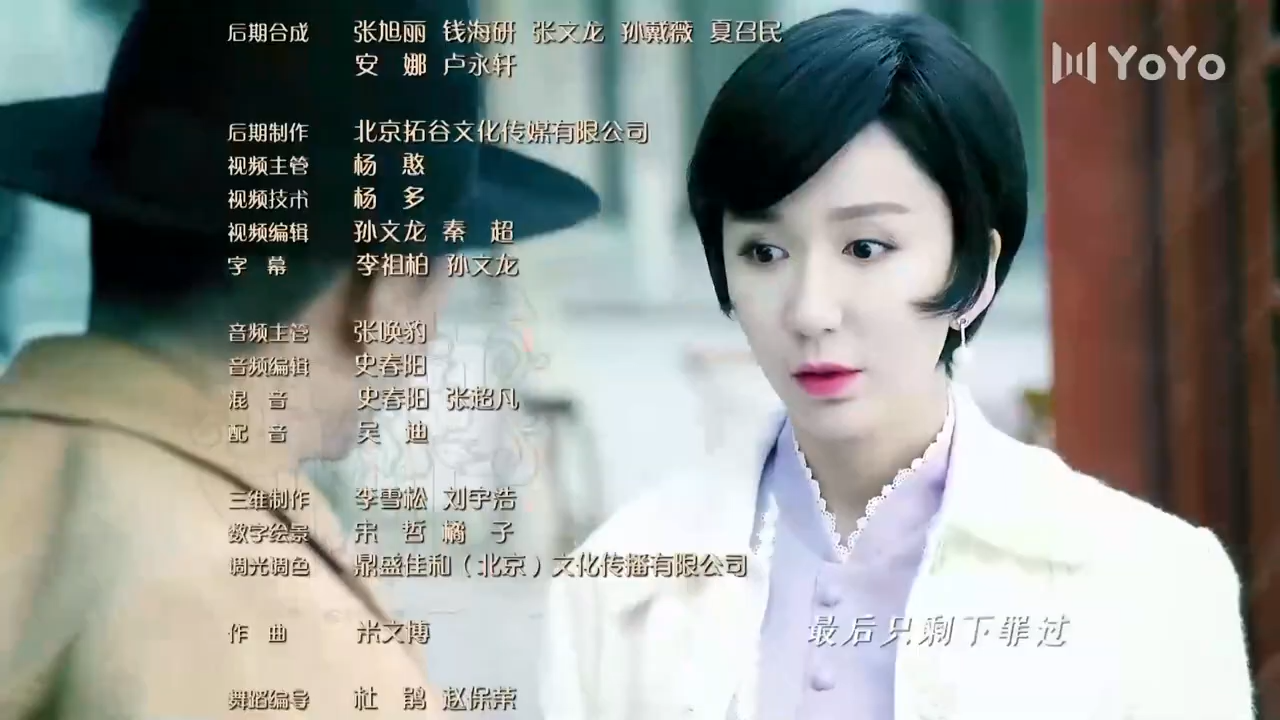 后期合成 张旭丽 钱海研 张文龙 孙戴薇 夏召民
安 娜 卢永轩
YoYo
后期制作 北京拓谷文化传媒有限公司
视频主管 杨 憨
视频技术 杨 多
视频编辑 孙文龙 秦 超
字 幕 李祖柏 孙文龙
音频主管 张唤豹
音频编辑 史春阳
混 音 史春阳 张超凡
配 音 吴 迪
三维制作 李雪松 刘宇浩
数字绘景 宋 哲 橘 子
调光调色 鼎盛佳和（北京）文化传播有限公司
作 曲 米文博
最后只剩下罪过
舞蹈编导 杜 鹃 赵保荣